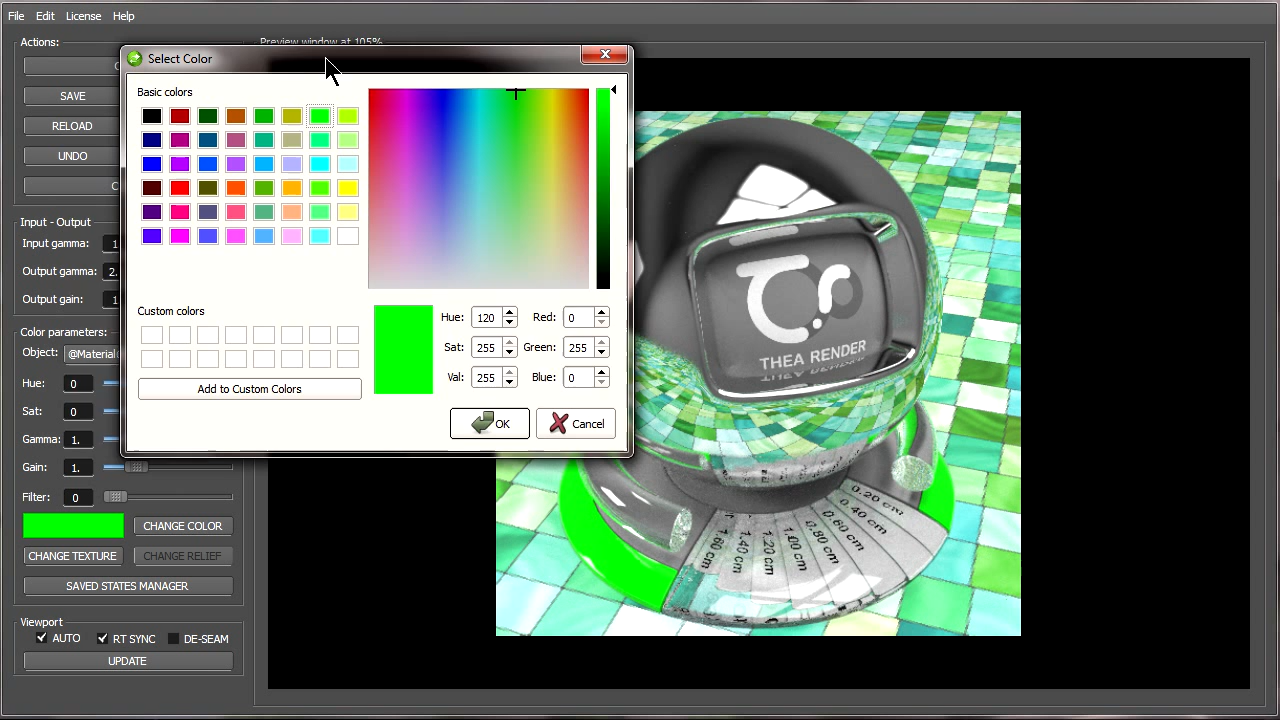 File Edit License Help
Actions:
Preview window at 105%
Select Color
SAVE
RELOAD
UNDO
Basic colors
Input - Output
Input gamma: 1
Output gamma: 2.
Output gain: 1
Custom colors
Add to Custom Colors
Hue: 120 Red: 0
Sat: 255 Green: 255
Val: 255 Blue: 0
OK Cancel
Color parameters:
Object: @Material
Hue: 0
Sat: 0
Gamma: 1.
Gain: 1.
Filter: 0
CHANGE COLOR
CHANGE TEXTURE CHANGE RELIEF
SAVED STATES MANAGER
Viewport
AUTO RT SYNC DE-SEAM
UPDATE
THEA RENDER
0.20 cm
0.40 cm
0.60 cm
0.80 cm
1.00 cm
1.20 cm
1.40 cm
1.60 cm